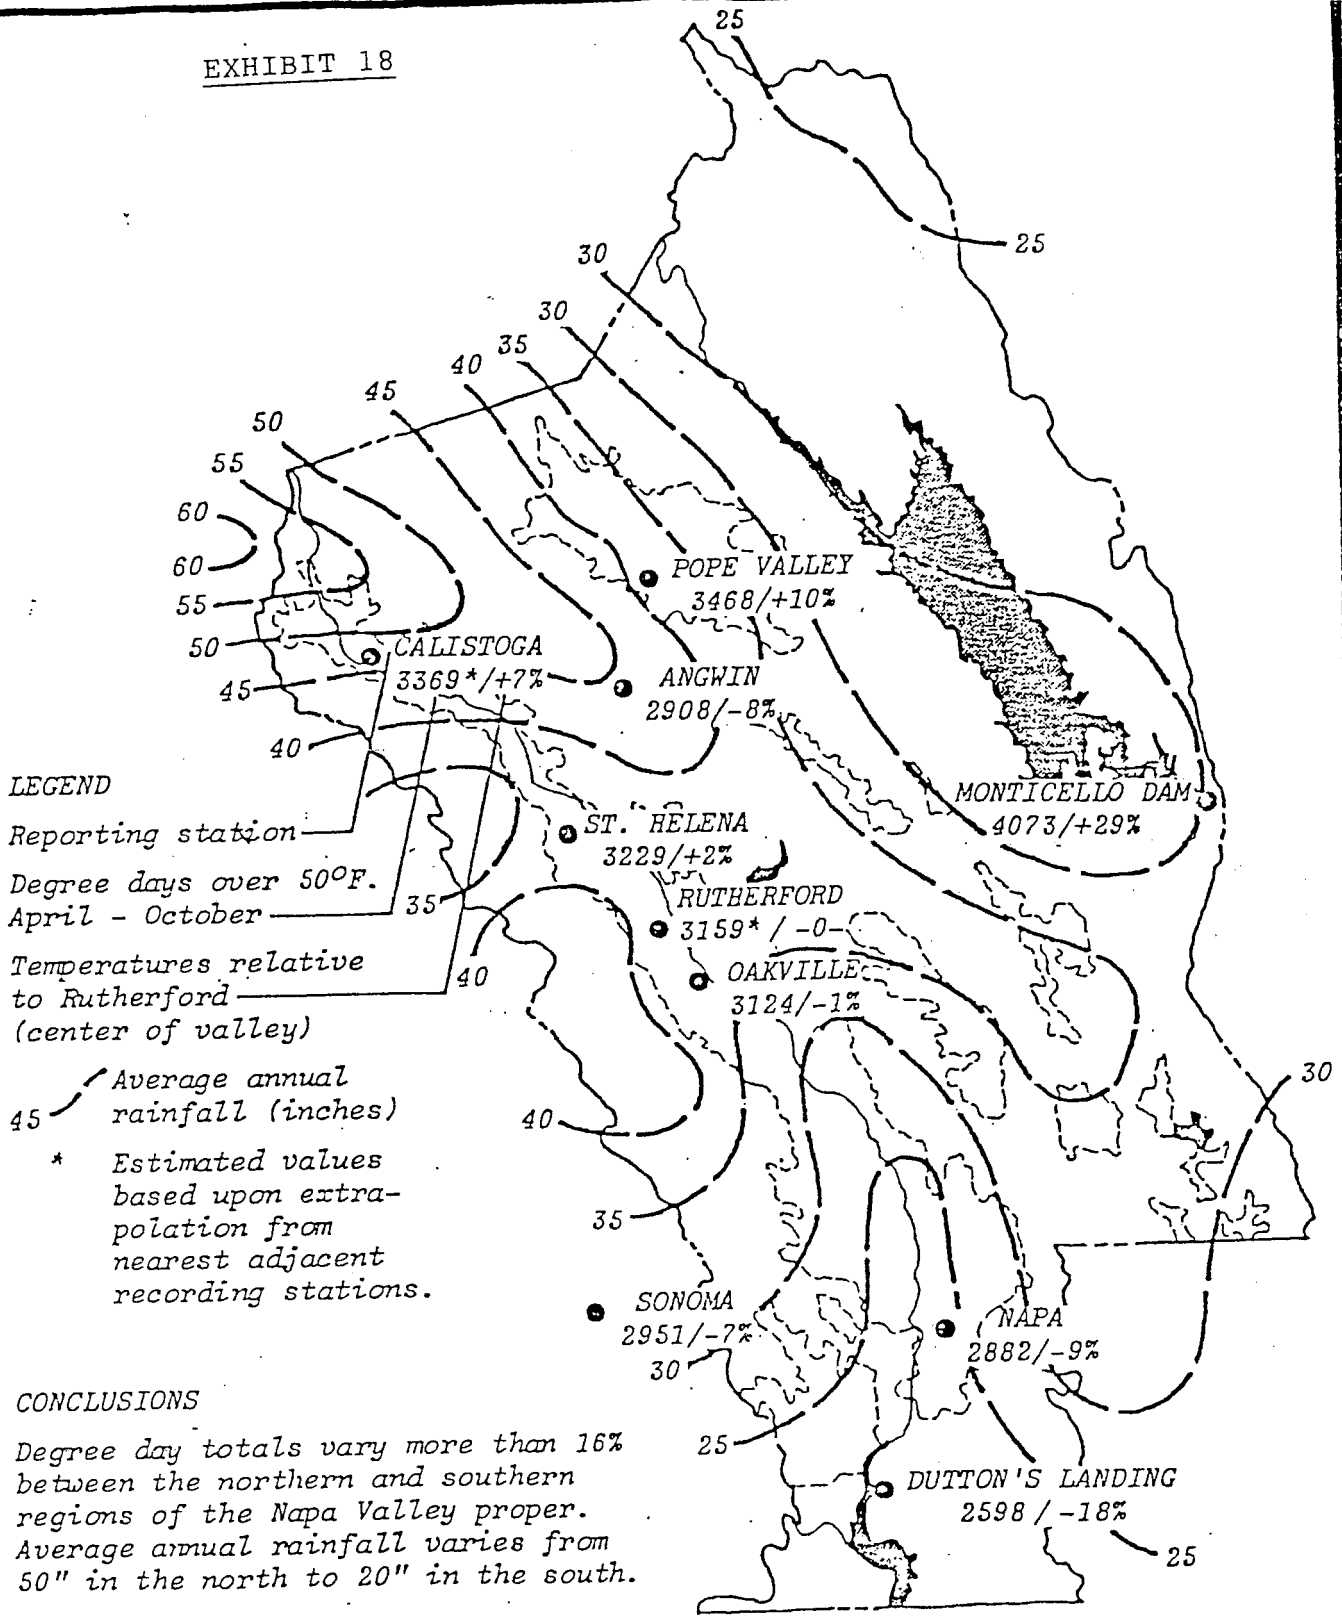 EXHIBIT 18
25
25
30
30
35
40
45
50
55
60
60
55
50
45
40
POPE VALLEY
3468/+10%
CALISTOGA
3369*/+7%
ANGWIN
2908/-8%
MONTICELLO DAM
4073/+29%
ST. HELENA
3229/+2%
RUTHERFORD
3159* / -0-
OAKVILLE
3124/-1%
35
40
40
35
30
SONOMA
2951/-7%
30
NAPA
2882/-9%
25
DUTTON'S LANDING
2598 / -18%
25
LEGEND
Reporting station
Degree days over 50°F.
April - October
Temperatures relative
to Rutherford
(center of valley)
45
Average annual
rainfall (inches)
* Estimated values
based upon extra-
polation from
nearest adjacent
recording stations.
CONCLUSIONS
Degree day totals vary more than 16%
between the northern and southern
regions of the Napa Valley proper.
Average annual rainfall varies from
50" in the north to 20" in the south.